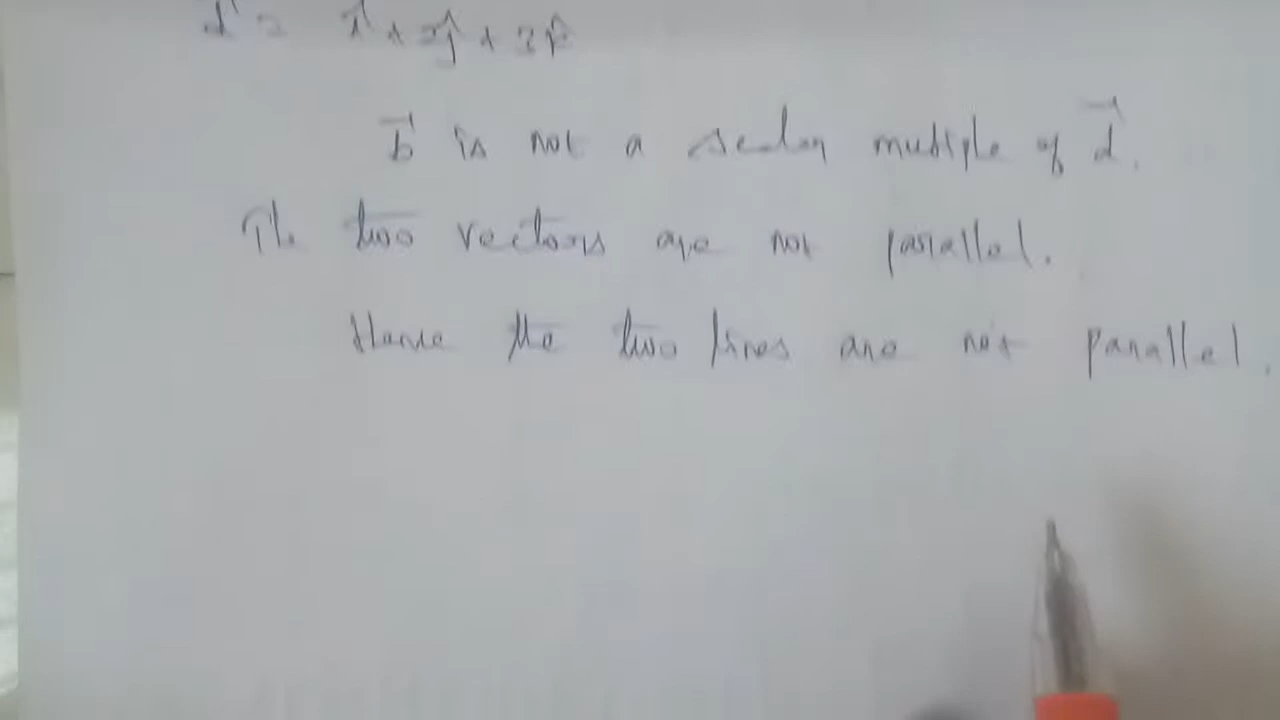 d⃗ = î + 2ĵ + 3k̂
b⃗ is not a scalar multiple of d⃗.
The two vectors are not parallel.
Hence the two lines are not parallel.